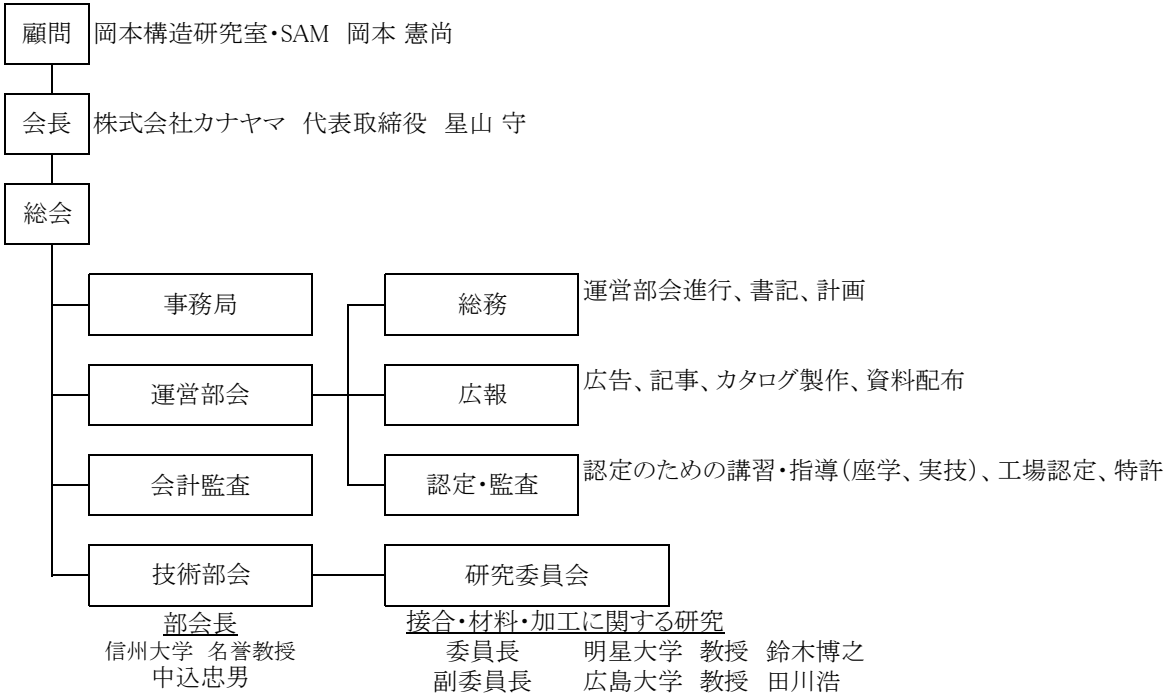 顧問 岡本構造研究室・SAM 岡本 憲尚
会長 株式会社カナヤマ 代表取締役 星山 守
総会
事務局
総務 運営部会進行、書記、計画
運営部会
広報 広告、記事、カタログ製作、資料配布
会計監査
認定・監査 認定のための講習・指導(座学、実技)、工場認定、特許
技術部会
研究委員会
部会長
信州大学 名誉教授
中込忠男
接合・材料・加工に関する研究
委員長 明星大学 教授 鈴木博之
副委員長 広島大学 教授 田川浩